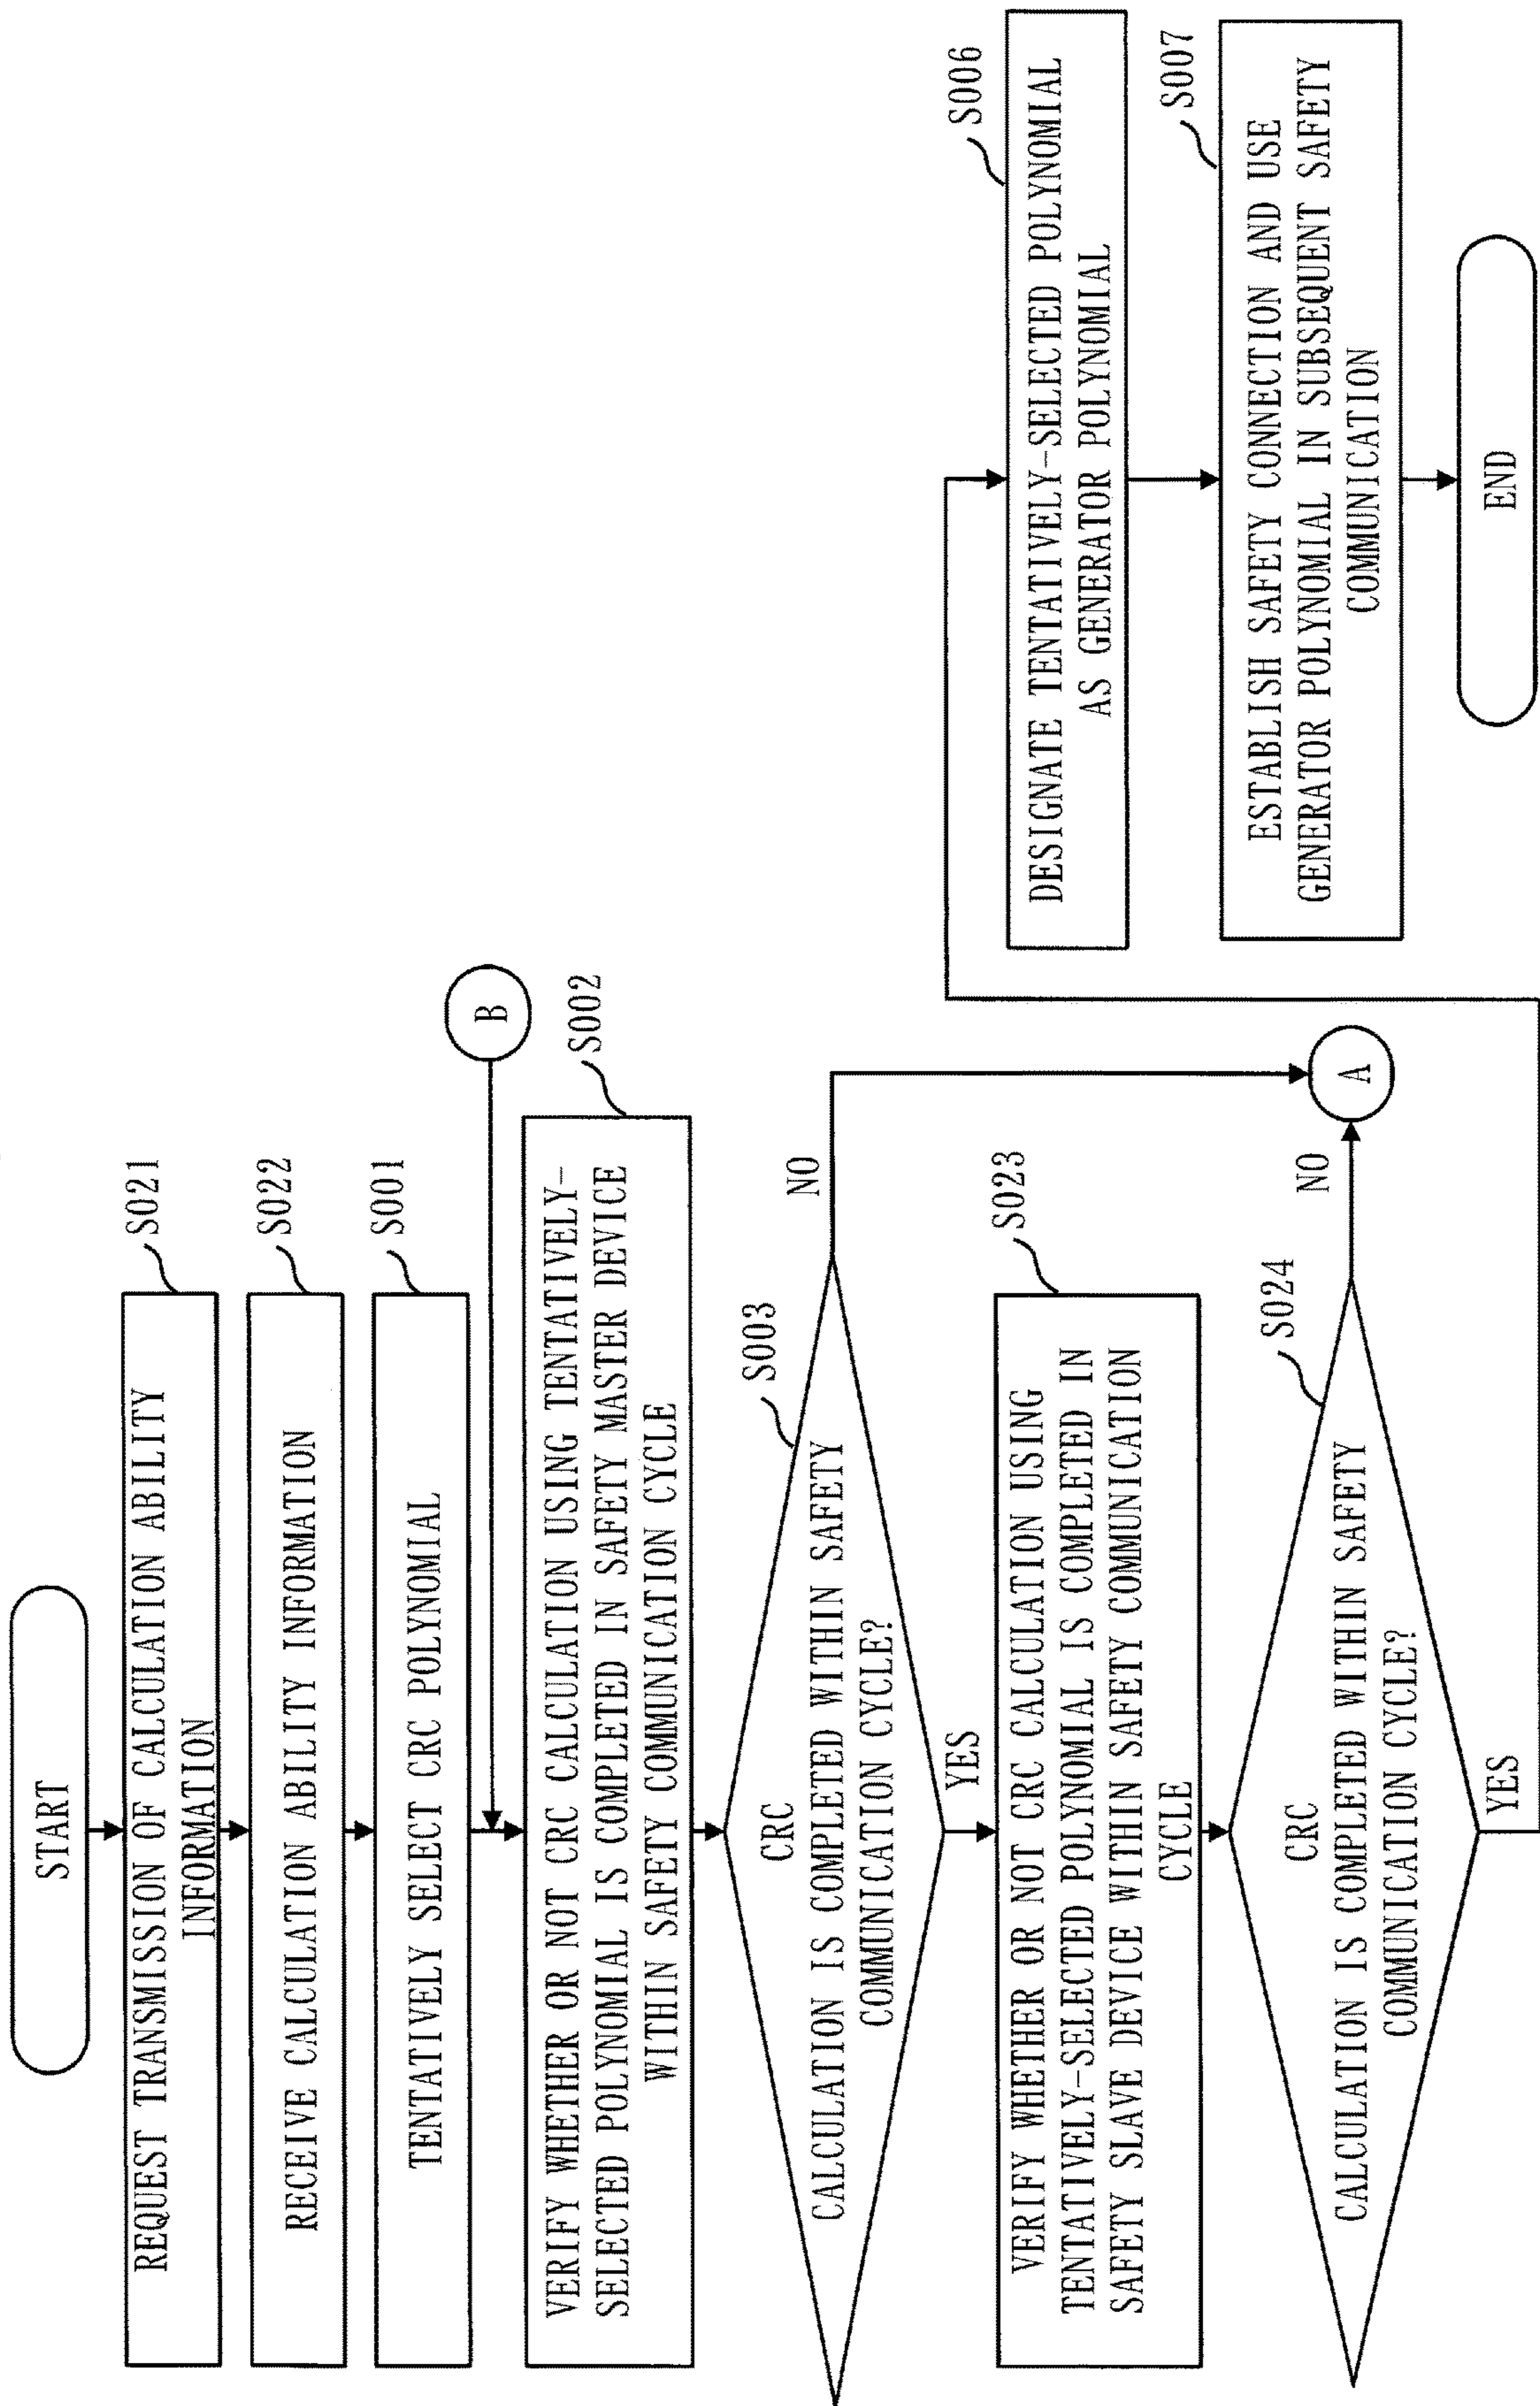 START
S021
REQUEST TRANSMISSION OF CALCULATION ABILITY
INFORMATION
S022
RECEIVE CALCULATION ABILITY INFORMATION
S001
TENTATIVELY SELECT CRC POLYNOMIAL
B
S002
VERIFY WHETHER OR NOT CRC CALCULATION USING TENTATIVELY-
SELECTED POLYNOMIAL IS COMPLETED IN SAFETY MASTER DEVICE
WITHIN SAFETY COMMUNICATION CYCLE
S003
CRC
CALCULATION IS COMPLETED WITHIN SAFETY
COMMUNICATION CYCLE?
NO
YES
S023
VERIFY WHETHER OR NOT CRC CALCULATION USING
TENTATIVELY-SELECTED POLYNOMIAL IS COMPLETED IN
SAFETY SLAVE DEVICE WITHIN SAFETY COMMUNICATION
CYCLE
S024
CRC
CALCULATION IS COMPLETED WITHIN SAFETY
COMMUNICATION CYCLE?
NO
A
YES
S006
DESIGNATE TENTATIVELY-SELECTED POLYNOMIAL
AS GENERATOR POLYNOMIAL
S007
ESTABLISH SAFETY CONNECTION AND USE
GENERATOR POLYNOMIAL IN SUBSEQUENT SAFETY
COMMUNICATION
END